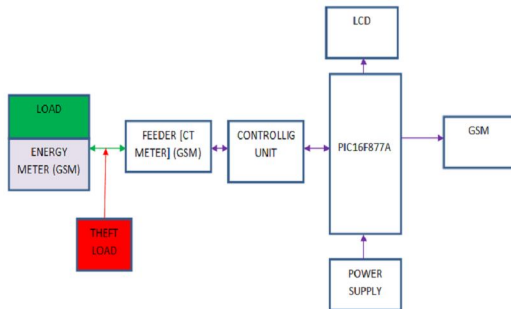 LCD
LOAD
ENERGY
METER (GSM)
FEEDER [CT
METER] (GSM)
CONTROLLIG
UNIT
PIC16F877A
GSM
THEFT
LOAD
POWER
SUPPLY